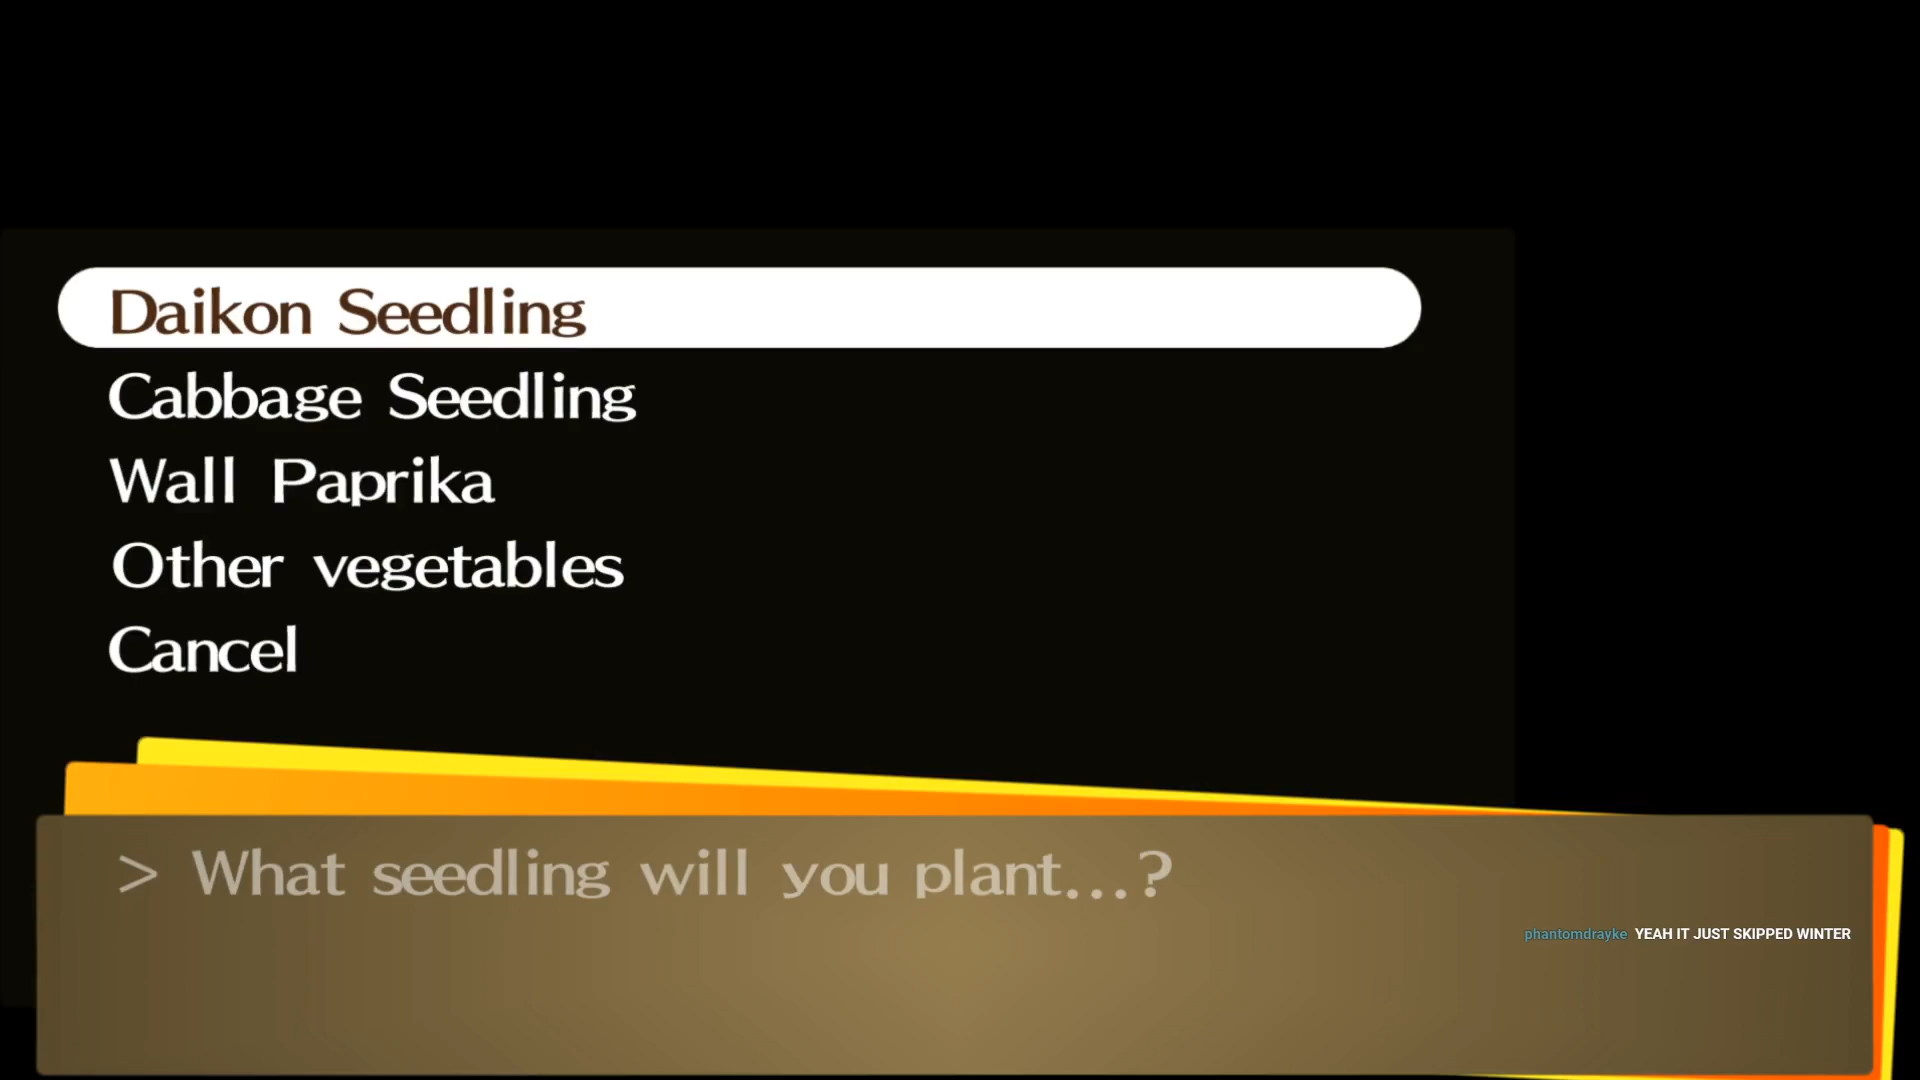 Daikon Seedling
Cabbage Seedling
Wall Paprika
Other vegetables
Cancel
> What seedling will you plant...?
phantomdrayke YEAH IT JUST SKIPPED WINTER